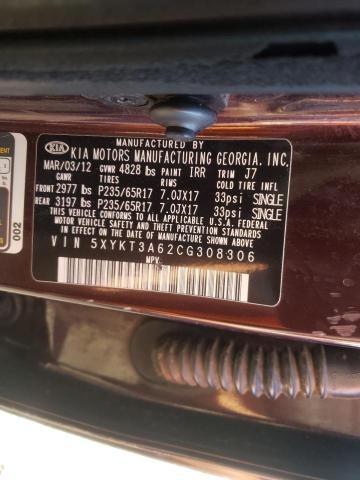 MANUFACTURED BY
KIA KIA MOTORS MANUFACTURING GEORGIA, INC.
MAR/03/12 GVWR 4828 lbs PAINT IRR TRIM J7
GAWR TIRES RIMS COLD TIRE INFL
FRONT 2977 lbs P235/65R17 7.0JX17 33psi SINGLE
REAR 3197 lbs P235/65R17 7.0JX17 33psi SINGLE
THIS VEHICLE CONFORMS TO ALL APPLICABLE U.S.A. FEDERAL
MOTOR VEHICLE SAFETY AND THEFT PREVENTION STANDARDS
IN EFFECT ON THE DATE OF MANUFACTURE SHOWN ABOVE.
VIN 5XYKT3A62CG308306
MPV
002